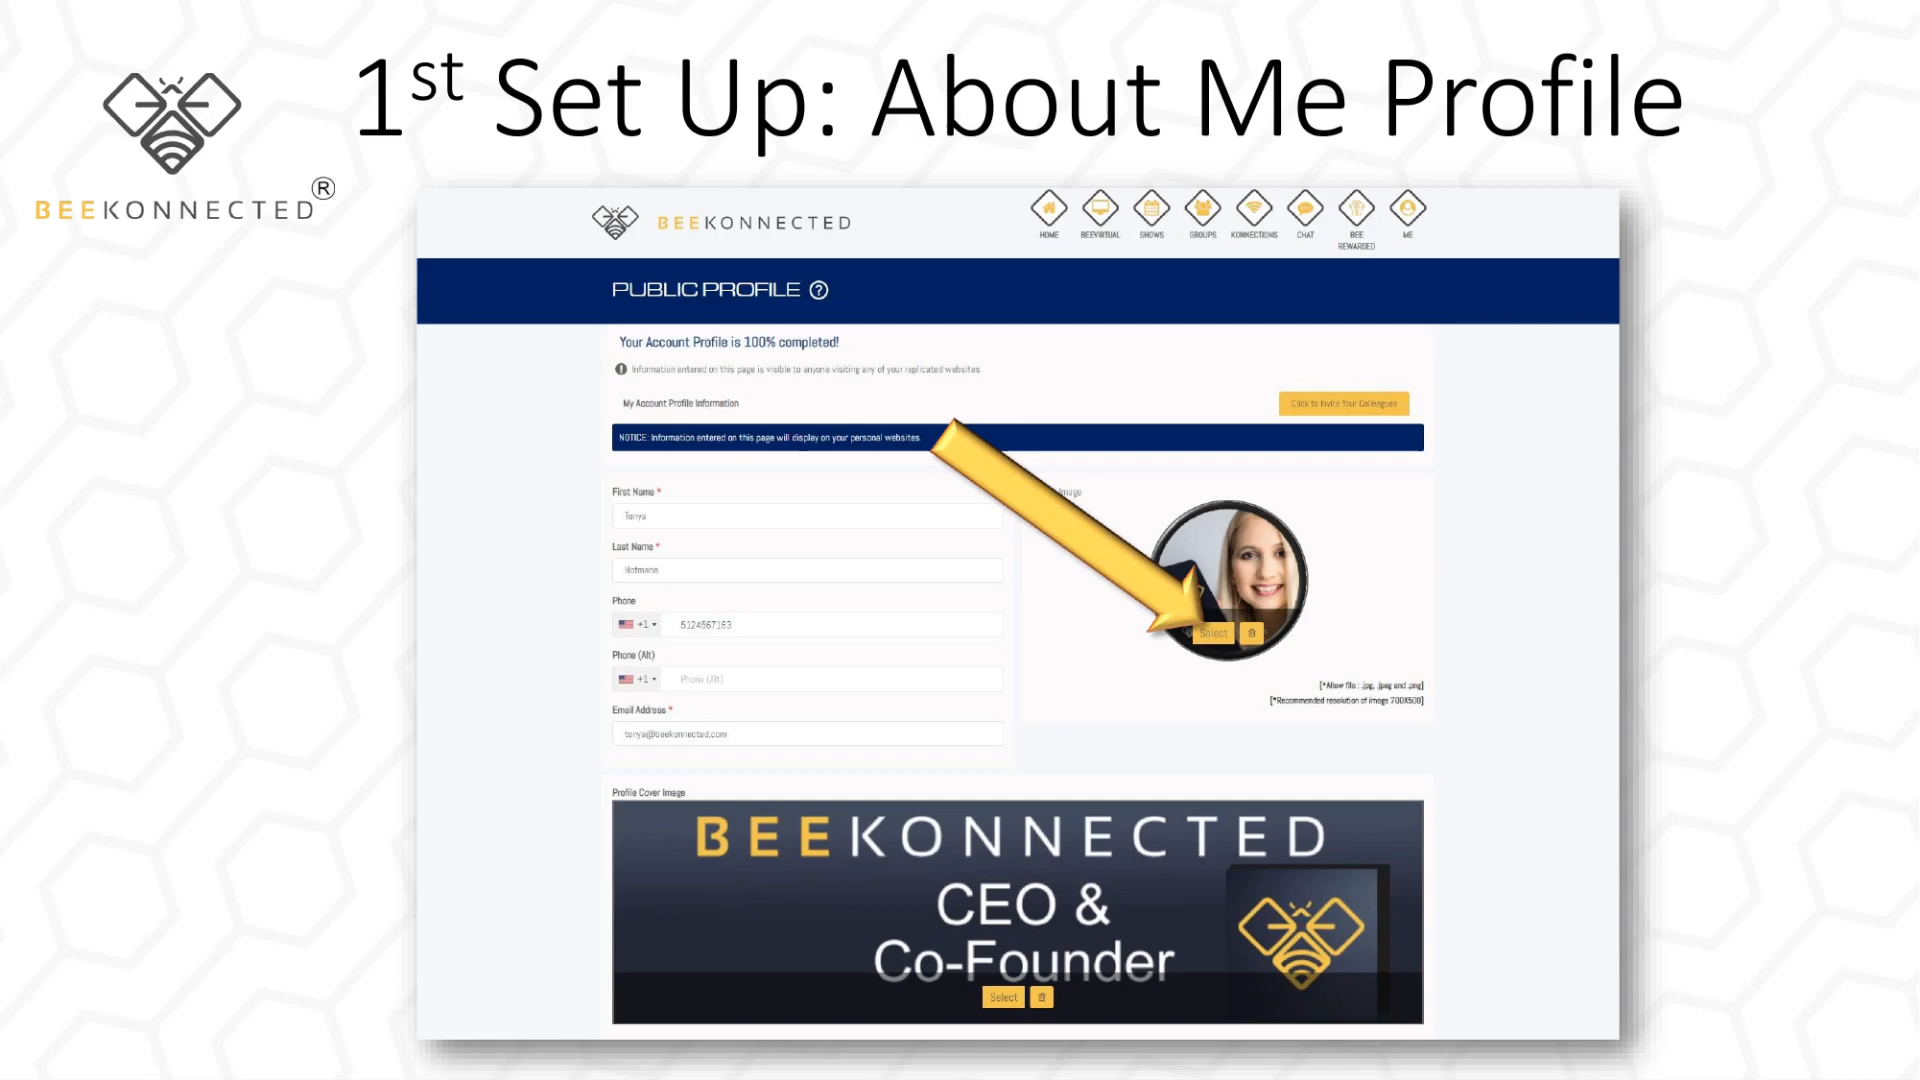 1st Set Up: About Me Profile
BEEKONNECTED®
BEEKONNECTED
HOME
BEEVIRTUAL
SHOWS
GROUPS
KONNECTIONS
CHAT
BEE REWARDED
ME
PUBLIC PROFILE ?
Your Account Profile is 100% completed!
Information entered on this page is visible to anyone visiting any of your replicated websites.
My Account Profile Information
Click to Invite Your Colleagues
NOTICE: Information entered on this page will display on your personal websites.
First Name *
Tonya
Image
Last Name *
Hofmann
Phone
+1
5124567163
Select
Phone (Alt)
+1
Phone (Alt)
[*Allow file : .jpg, .jpeg and .png]
[*Recommended resolution of image 700X500]
Email Address *
tonya@beekonnected.com
Profile Cover Image
BEEKONNECTED
CEO &
Co-Founder
Select